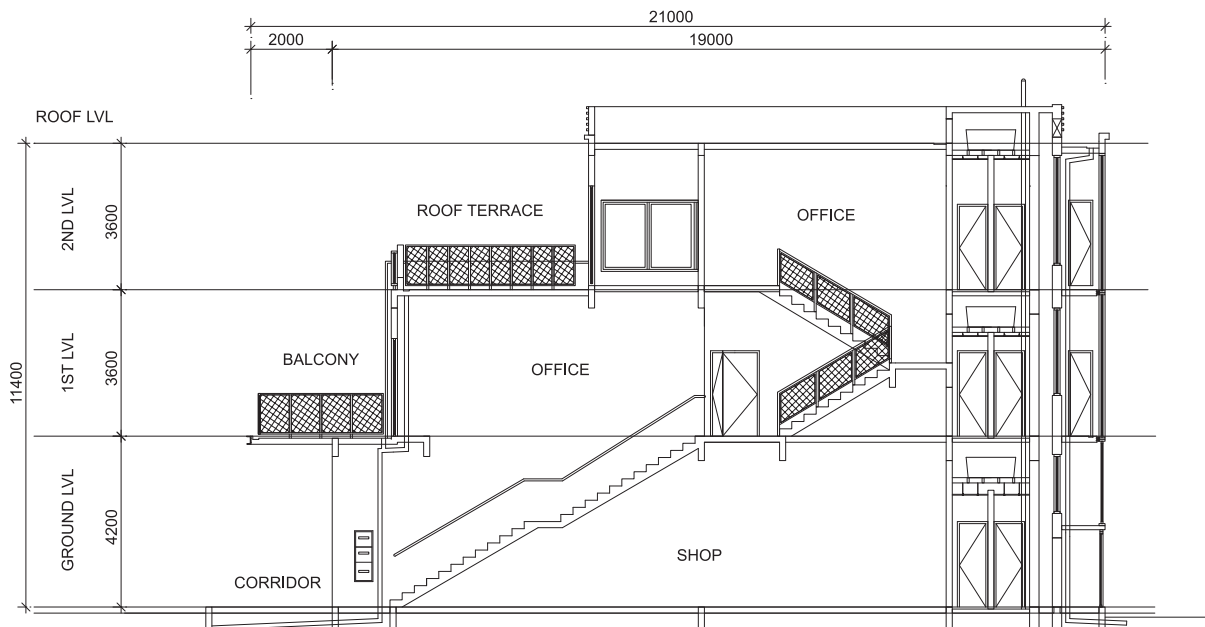 21000
2000
19000
ROOF LVL
2ND LVL
3600
ROOF TERRACE
OFFICE
11400
1ST LVL
3600
BALCONY
OFFICE
GROUND LVL
4200
CORRIDOR
SHOP